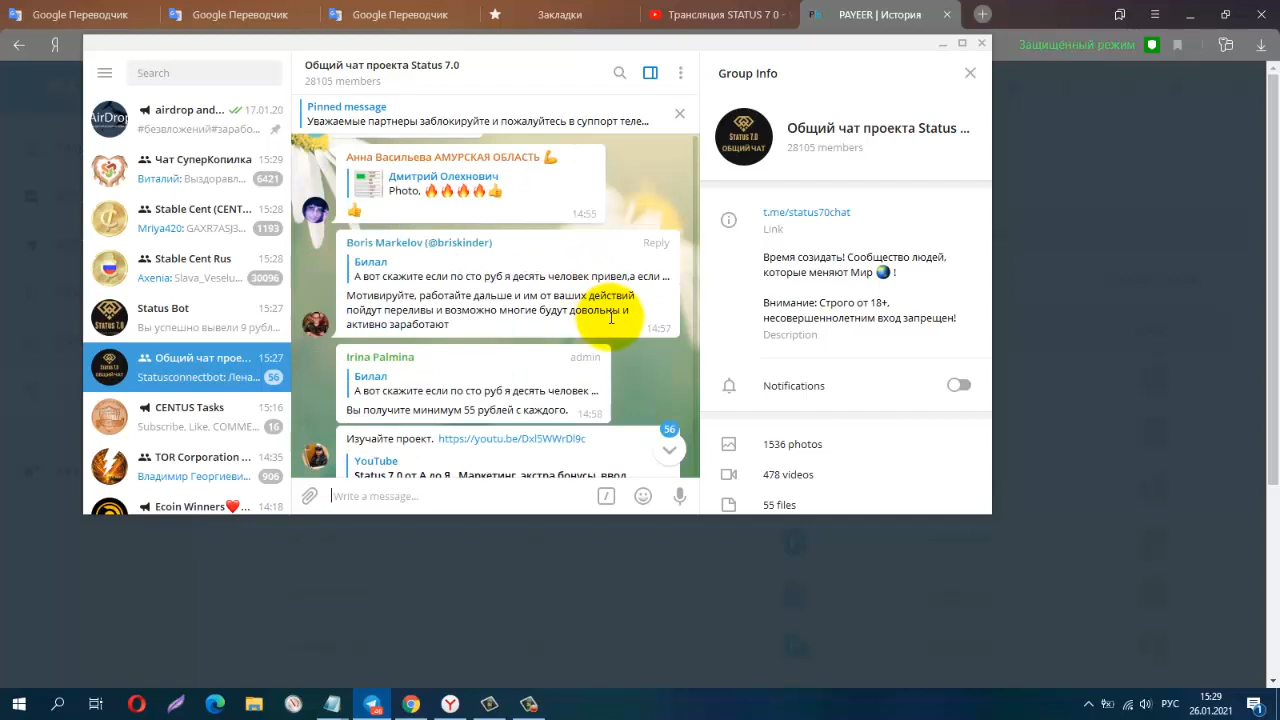 Google Переводчик
Google Переводчик
Google Переводчик
Закладки
Трансляция STATUS 7 0 -
PAYEER | История
Защищённый режим
Search
airdrop and...
17.01.20
#безвложений#зарабо...
Чат СуперКопилка
15:29
Виталий: Выздоравл...
6421
Stable Cent (CENT...
15:28
Mriya420: GAXR7ASJ3...
1193
Stable Cent Rus
15:28
Axenia: Slava_Veselu...
30096
Status Bot
15:27
Вы успешно вывели 9 рубл...
Общий чат прое...
15:27
Statusconnectbot: Лена...
56
CENTUS Tasks
15:16
Subscribe, Like, COMME...
16
TOR Corporation ...
14:35
Владимир Георгиеви...
906
Ecoin Winners❤️...
14:18
Общий чат проекта Status 7.0
28105 members
Pinned message
Уважаемые партнеры заблокируйте и пожалуйтесь в суппорт теле...
Анна Васильева АМУРСКАЯ ОБЛАСТЬ 💪
Дмитрий Олехнович
Photo, 🔥🔥🔥🔥👍
👍
14:55
Boris Markelov (@briskinder)
Reply
Билал
А вот скажите если по сто руб я десять человек привел,а если ...
Мотивируйте, работайте дальше и им от ваших действий
пойдут переливы и возможно многие будут довольны и
активно заработают
14:57
Irina Palmina
admin
Билал
А вот скажите если по сто руб я десять человек ...
Вы получите минимум 55 рублей с каждого.
14:58
56
Изучайте проект. https://youtu.be/Dxl5WWrDl9c
YouTube
Status 7.0 от А до Я. Маркетинг, экстра бонусы, ввод
Write a message...
Group Info
Общий чат проекта Status ...
28105 members
STATUS 7.0
ОБЩИЙ ЧАТ
t.me/status70chat
Link
Время созидать! Сообщество людей,
которые меняют Мир 🌏 !
Внимание: Строго от 18+,
несовершеннолетним вход запрещен!
Description
Notifications
1536 photos
478 videos
55 files
РУС
15:29
26.01.2021